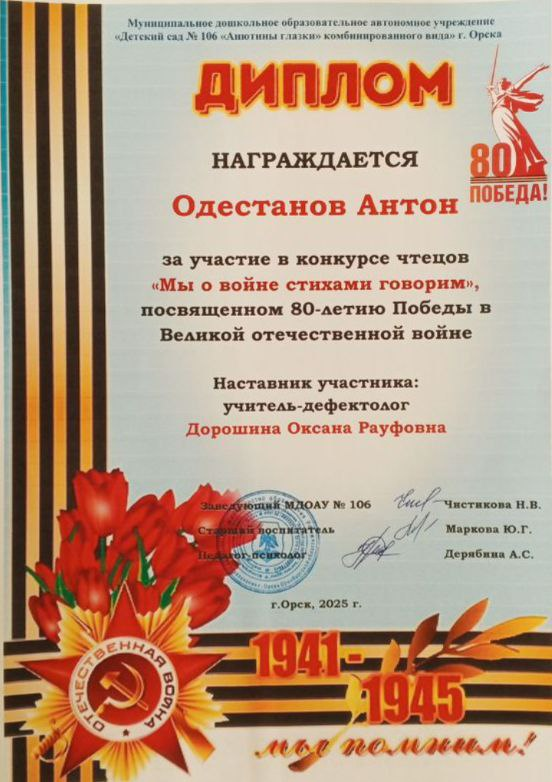 Муниципальное дошкольное образовательное автономное учреждение
«Детский сад № 106 «Анютины глазки» комбинированного вида» г. Орска
ДИПЛОМ
80
ПОБЕДА!
НАГРАЖДАЕТСЯ
Одестанов Антон
за участие в конкурсе чтецов
«Мы о войне стихами говорим»,
посвященном 80-летию Победы в
Великой отечественной войне
Наставник участника:
учитель-дефектолог
Дорошина Оксана Рауфовна
Заведующий МДОАУ № 106 Чистикова Н.В.
Старший воспитатель Маркова Ю.Г.
Педагог-психолог Дерябина А.С.
г.Орск, 2025 г.
ОТЕЧЕСТВЕННАЯ ВОЙНА
1941-
1945
мы помним!